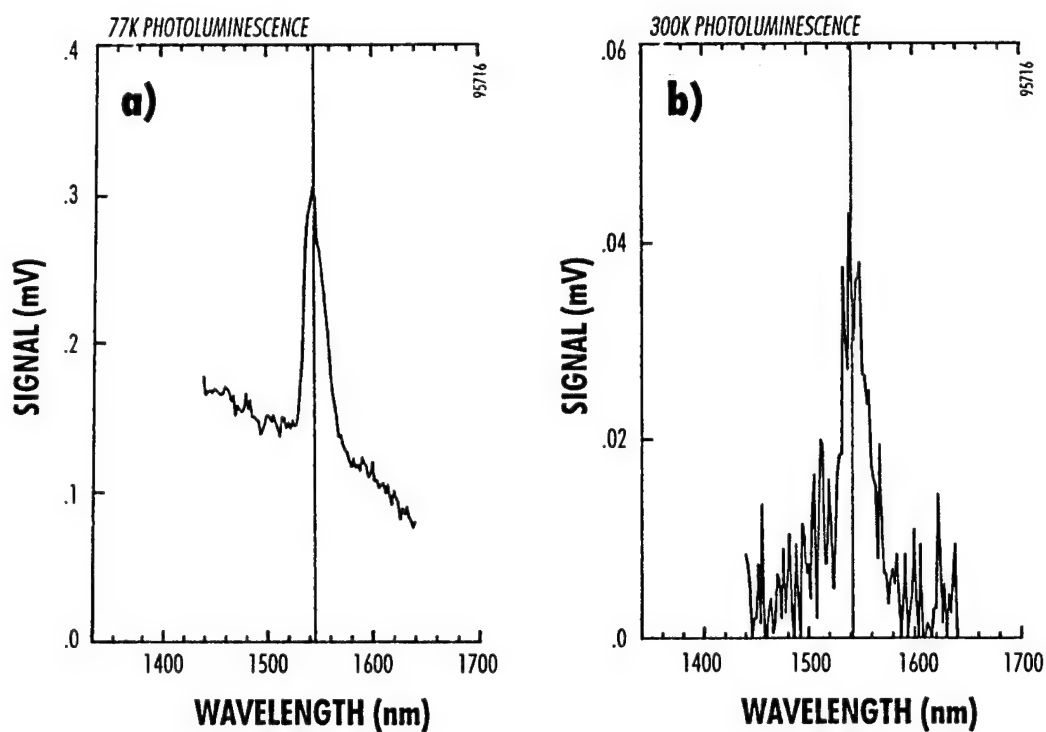 77K PHOTOLUMINESCENCE
.4
.3
.2
.1
.0
a)
95716
SIGNAL (mV)
1400 1500 1600 1700
WAVELENGTH (nm)
300K PHOTOLUMINESCENCE
.06
.04
.02
.0
b)
95716
SIGNAL (mV)
1400 1500 1600 1700
WAVELENGTH (nm)